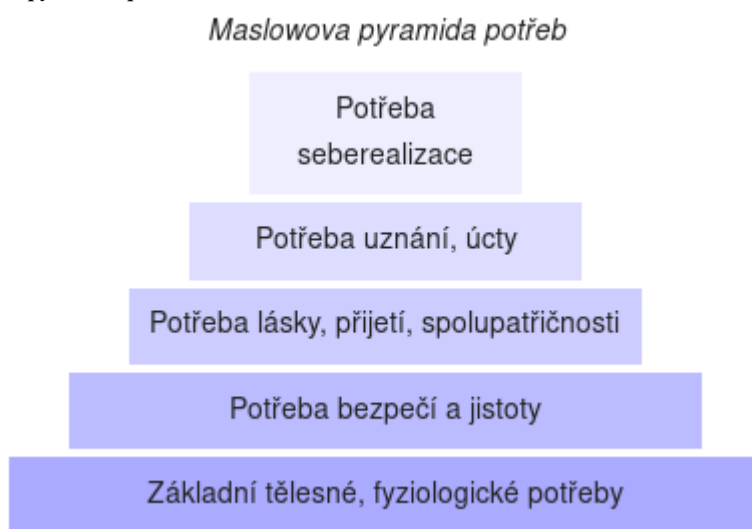 Maslowova pyramida potřeb
Potřeba
seberealizace
Potřeba uznání, úcty
Potřeba lásky, přijetí, spolupatřičnosti
Potřeba bezpečí a jistoty
Základní tělesné, fyziologické potřeby